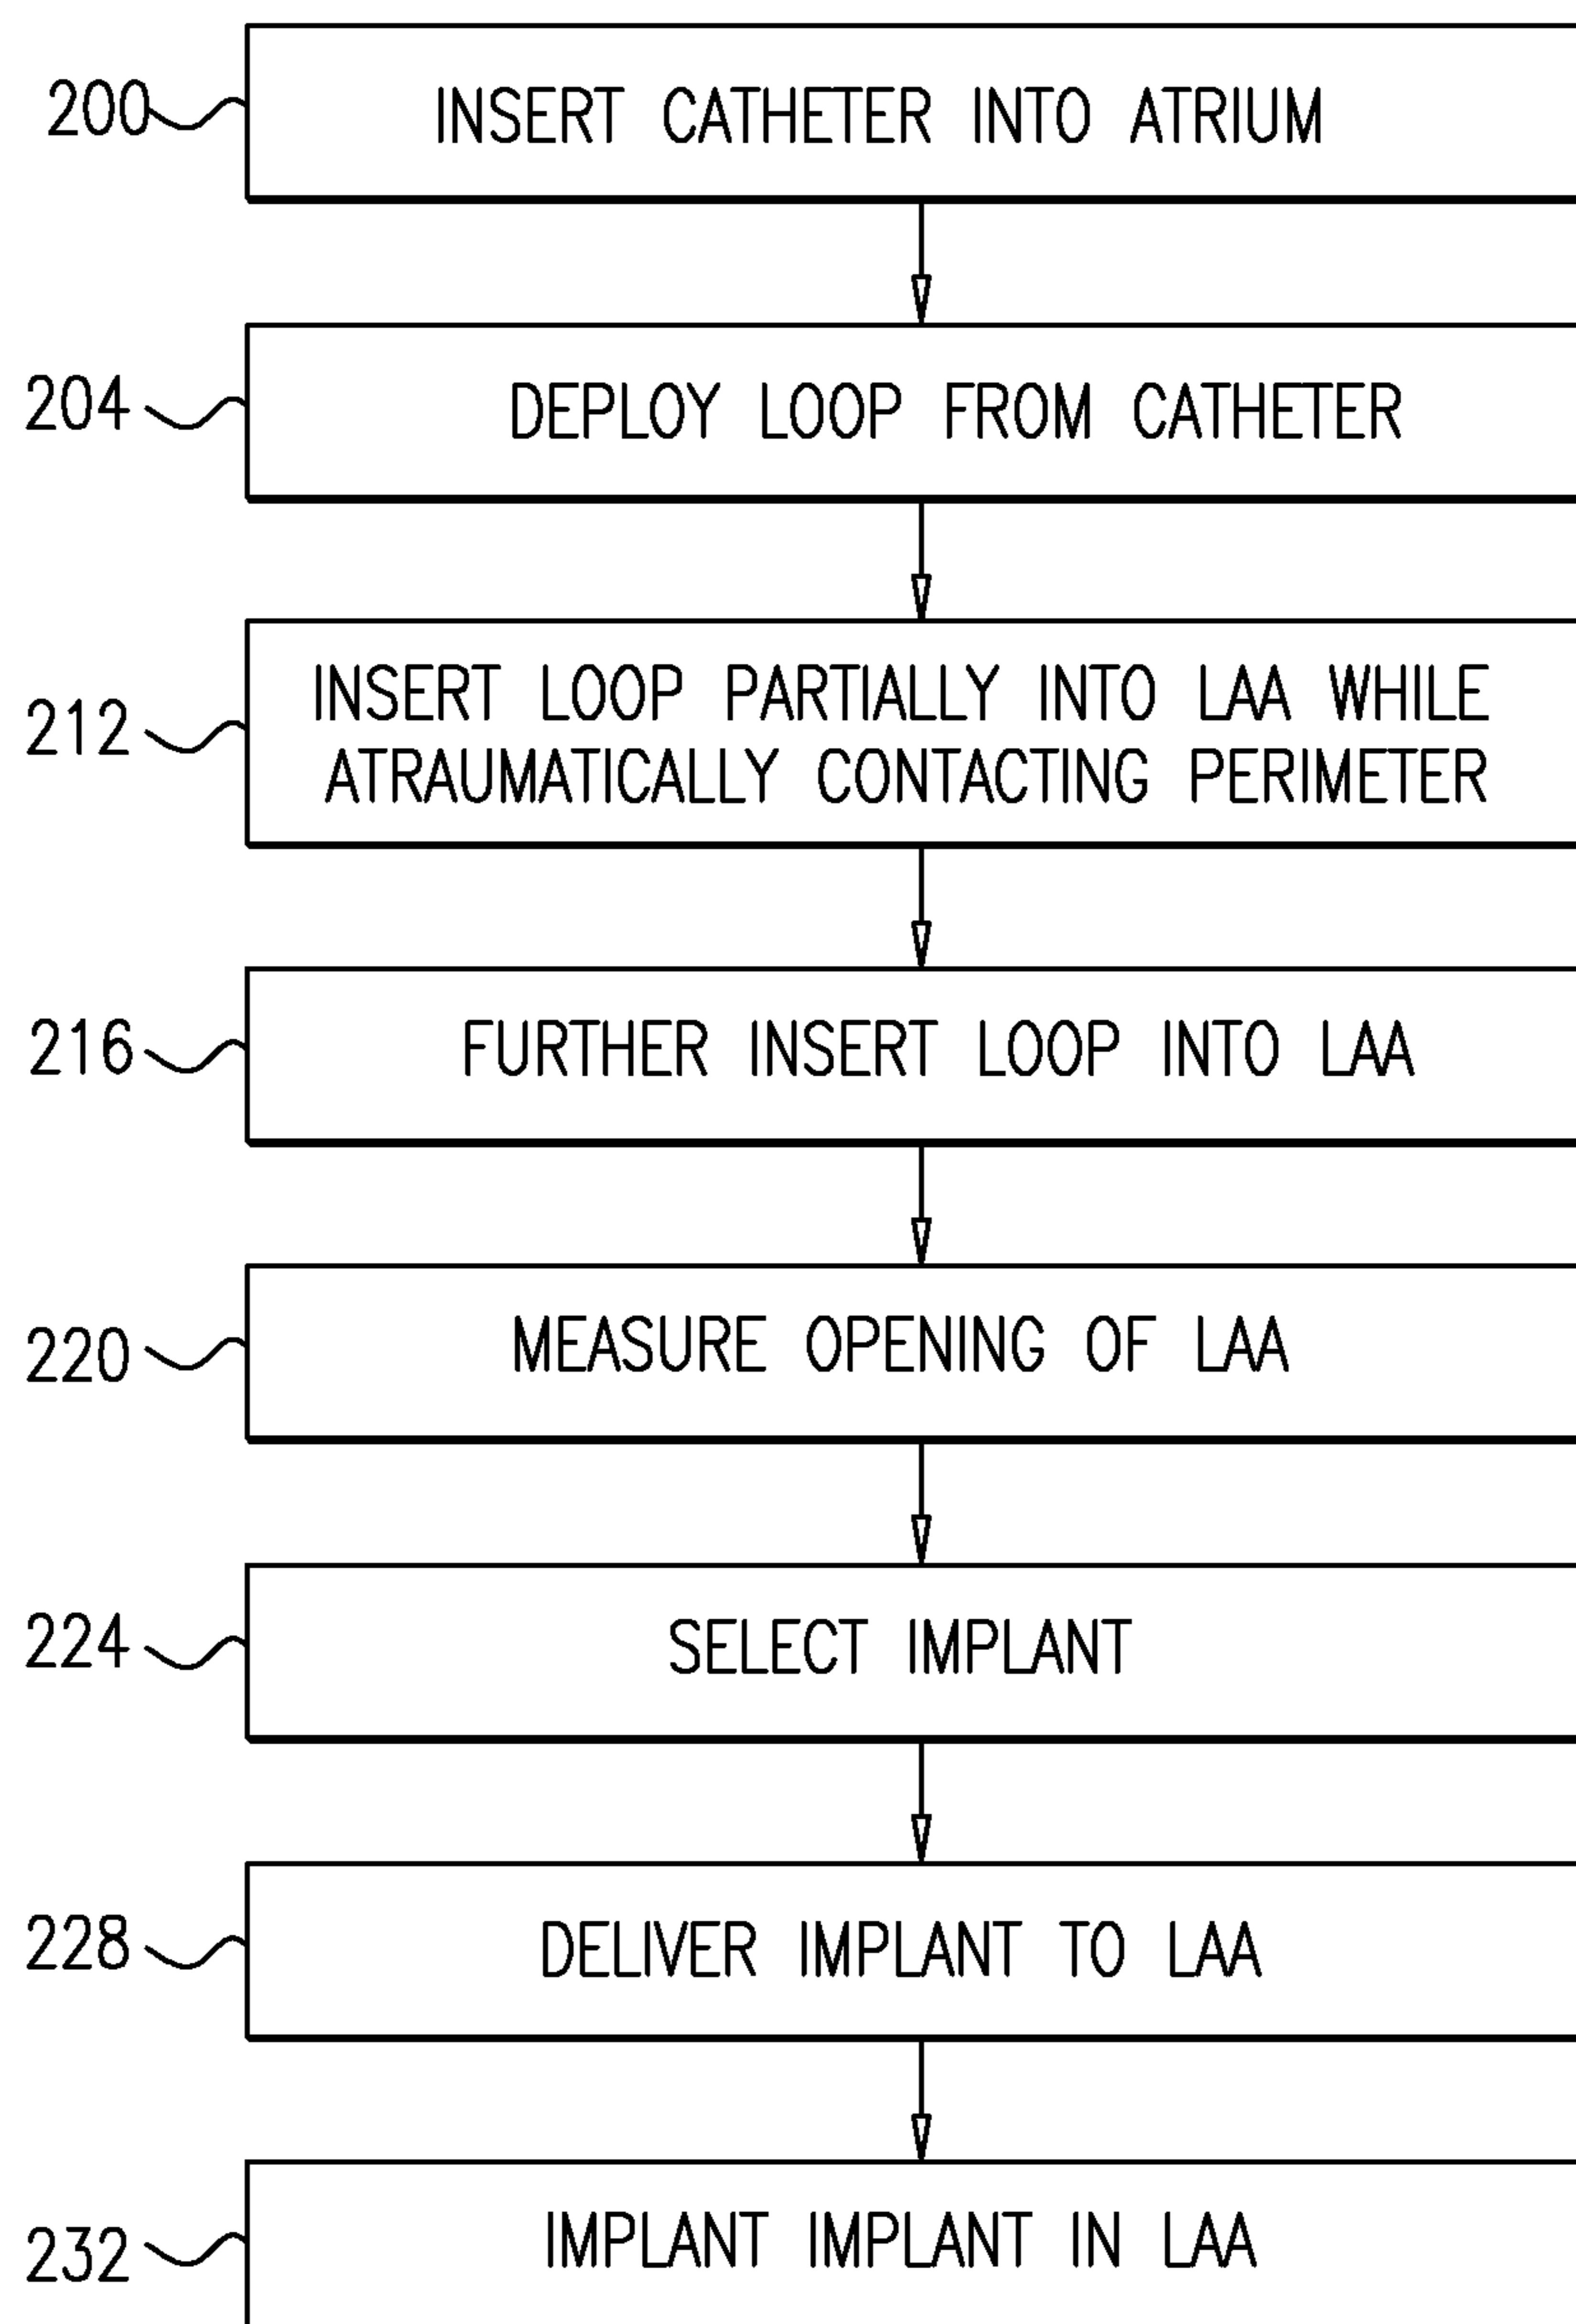 200
INSERT CATHETER INTO ATRIUM
204
DEPLOY LOOP FROM CATHETER
212
INSERT LOOP PARTIALLY INTO LAA WHILE
ATRAUMATICALLY CONTACTING PERIMETER
216
FURTHER INSERT LOOP INTO LAA
220
MEASURE OPENING OF LAA
224
SELECT IMPLANT
228
DELIVER IMPLANT TO LAA
232
IMPLANT IMPLANT IN LAA